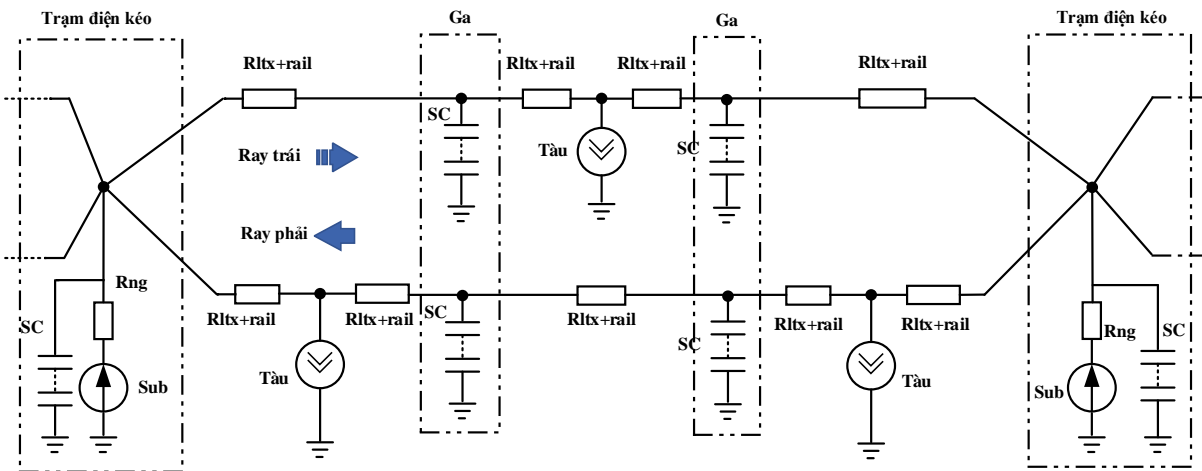 Trạm điện kéo
Ga
Ga
Trạm điện kéo
Rltx+rail
Rltx+rail
Rltx+rail
Rltx+rail
SC
SC
Tàu
Ray trái
Ray phải
Rng
SC
Sub
Rltx+rail
Rltx+rail
SC
Rltx+rail
SC
Rltx+rail
Rltx+rail
Tàu
Tàu
Rng
SC
Sub